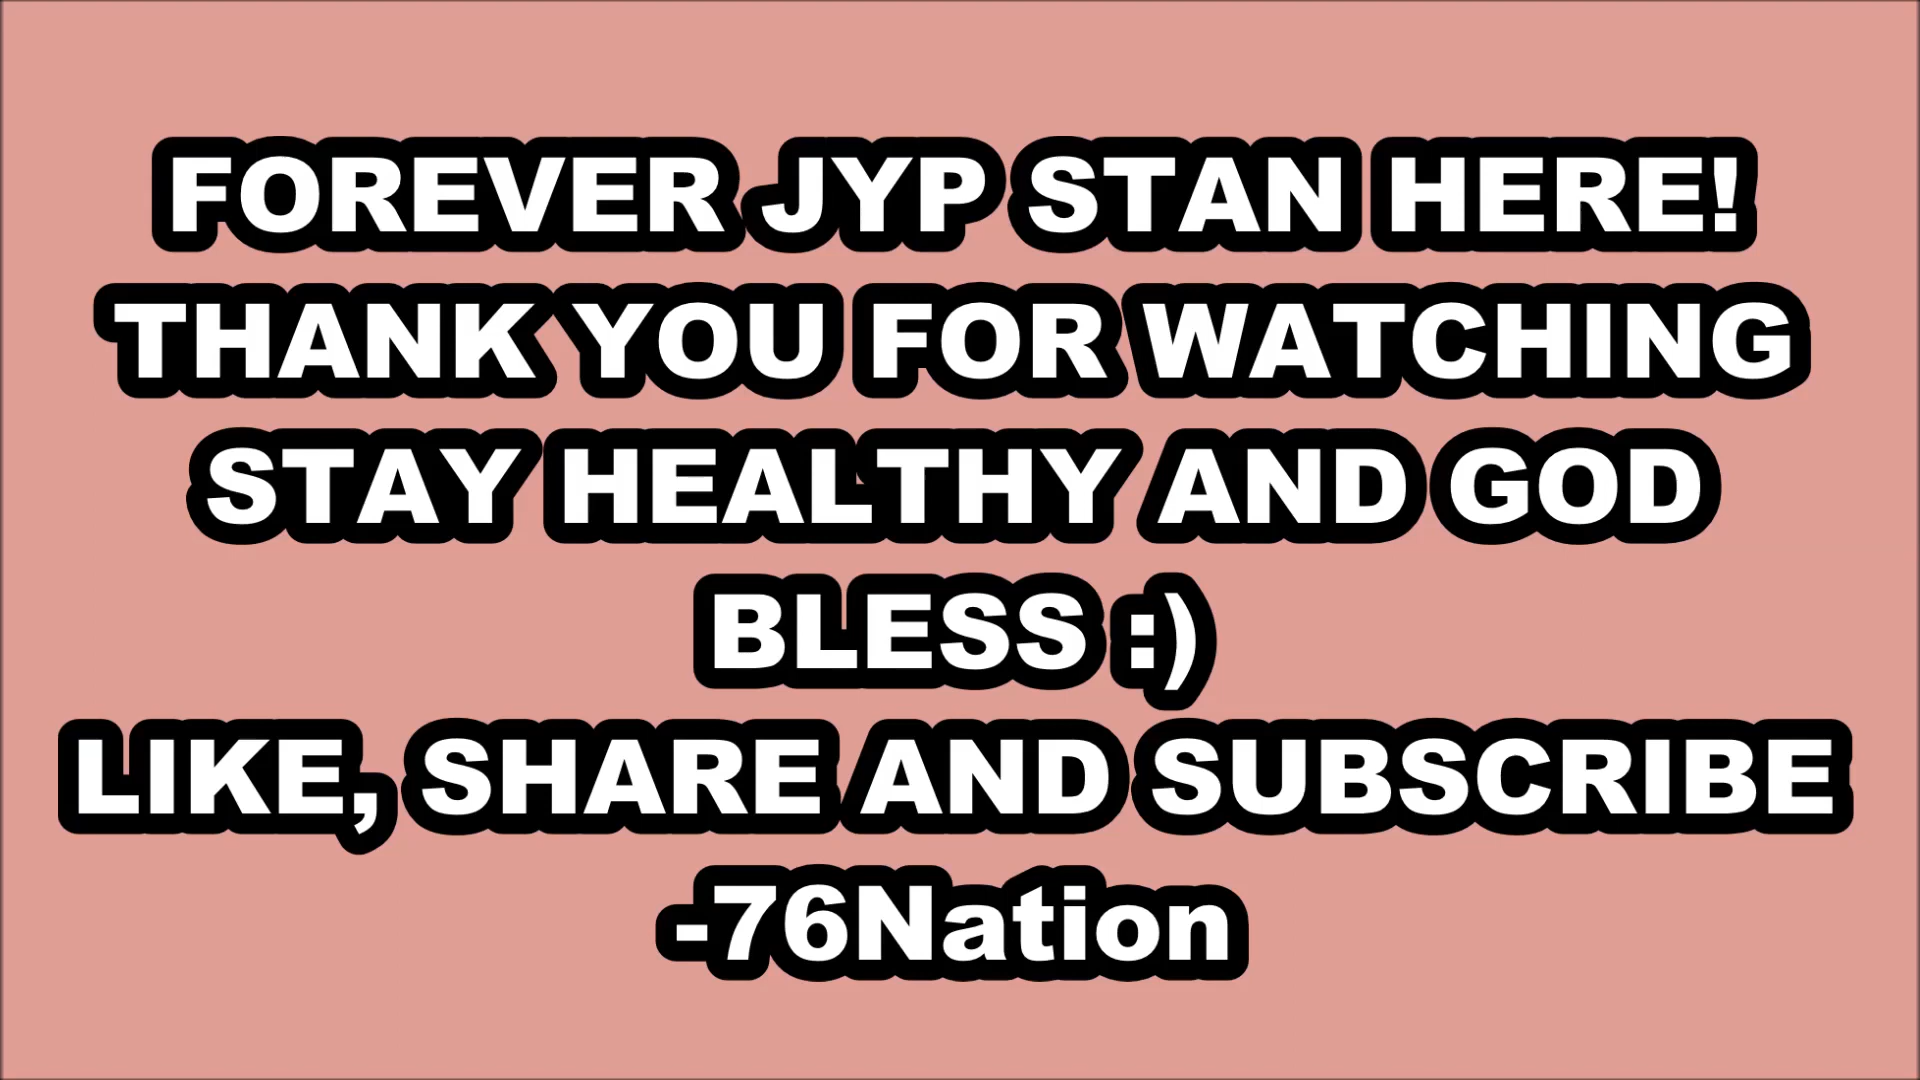 FOREVER JYP STAN HERE!
THANK YOU FOR WATCHING
STAY HEALTHY AND GOD
BLESS :)
LIKE, SHARE AND SUBSCRIBE
-76Nation